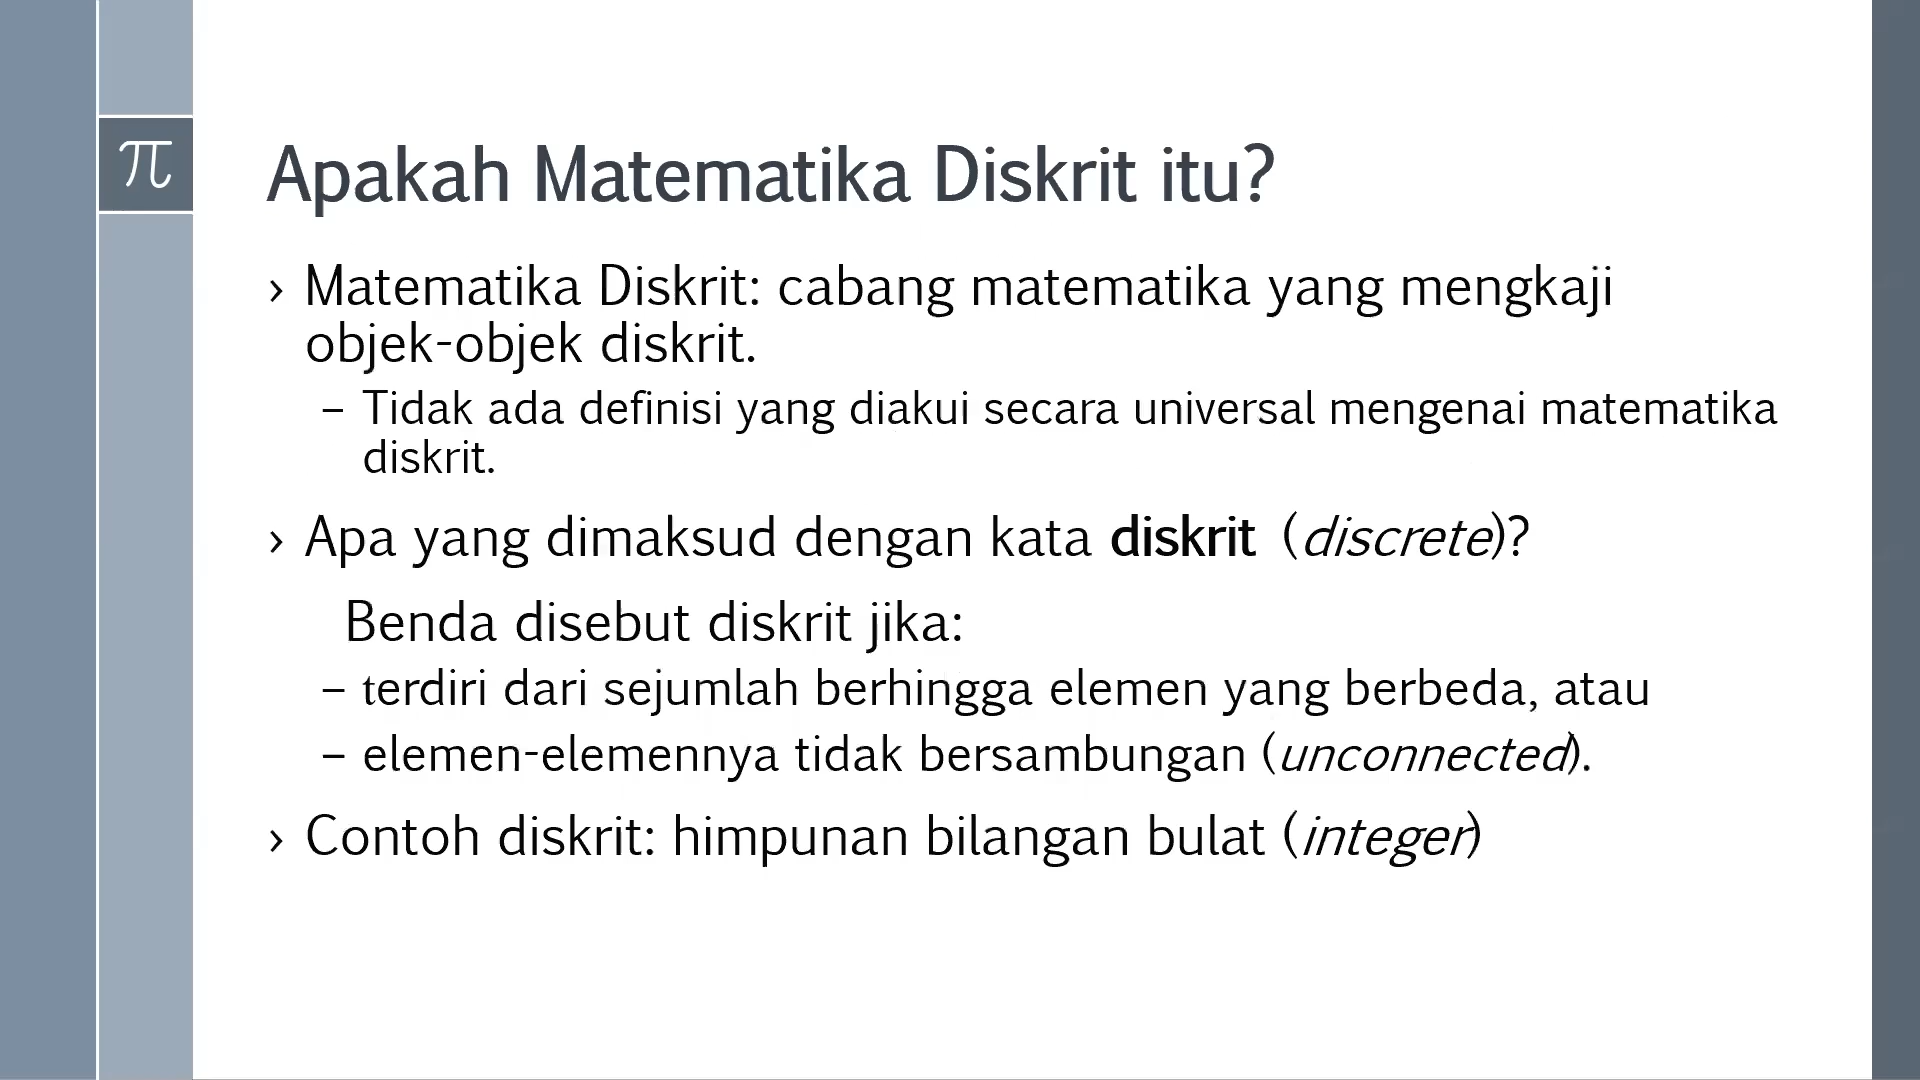 π
Apakah Matematika Diskrit itu?
› Matematika Diskrit: cabang matematika yang mengkaji
objek-objek diskrit.
– Tidak ada definisi yang diakui secara universal mengenai matematika
diskrit.
› Apa yang dimaksud dengan kata diskrit (discrete)?
Benda disebut diskrit jika:
– terdiri dari sejumlah berhingga elemen yang berbeda, atau
– elemen-elemennya tidak bersambungan (unconnected).
› Contoh diskrit: himpunan bilangan bulat (integer)